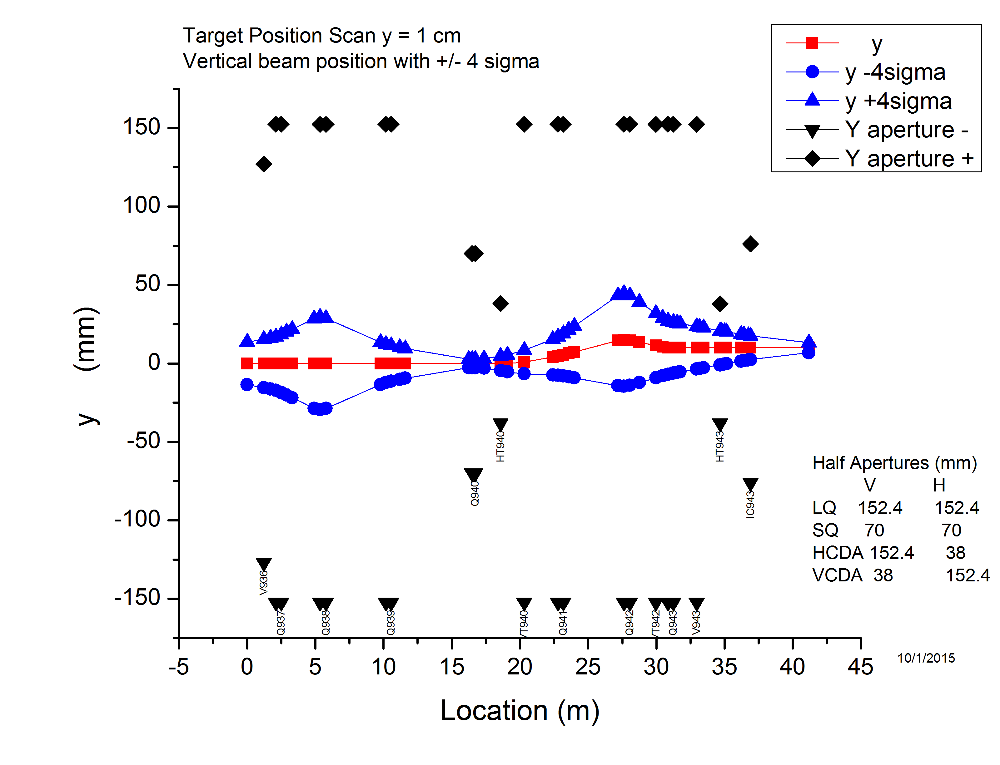 Target Position Scan y = 1 cm
Vertical beam position with +/- 4 sigma
y
y -4sigma
y +4sigma
Y aperture -
Y aperture +
150
100
50
0
-50
-100
-150
y (mm)
HT940
HT943
Q940
IC943
V936
Q937
Q938
Q939
VT940
Q941
Q942
VT942
Q943
V943
Half Apertures (mm)
V H
LQ 152.4 152.4
SQ 70 70
HCDA 152.4 38
VCDA 38 152.4
-5 0 5 10 15 20 25 30 35 40 45
10/1/2015
Location (m)